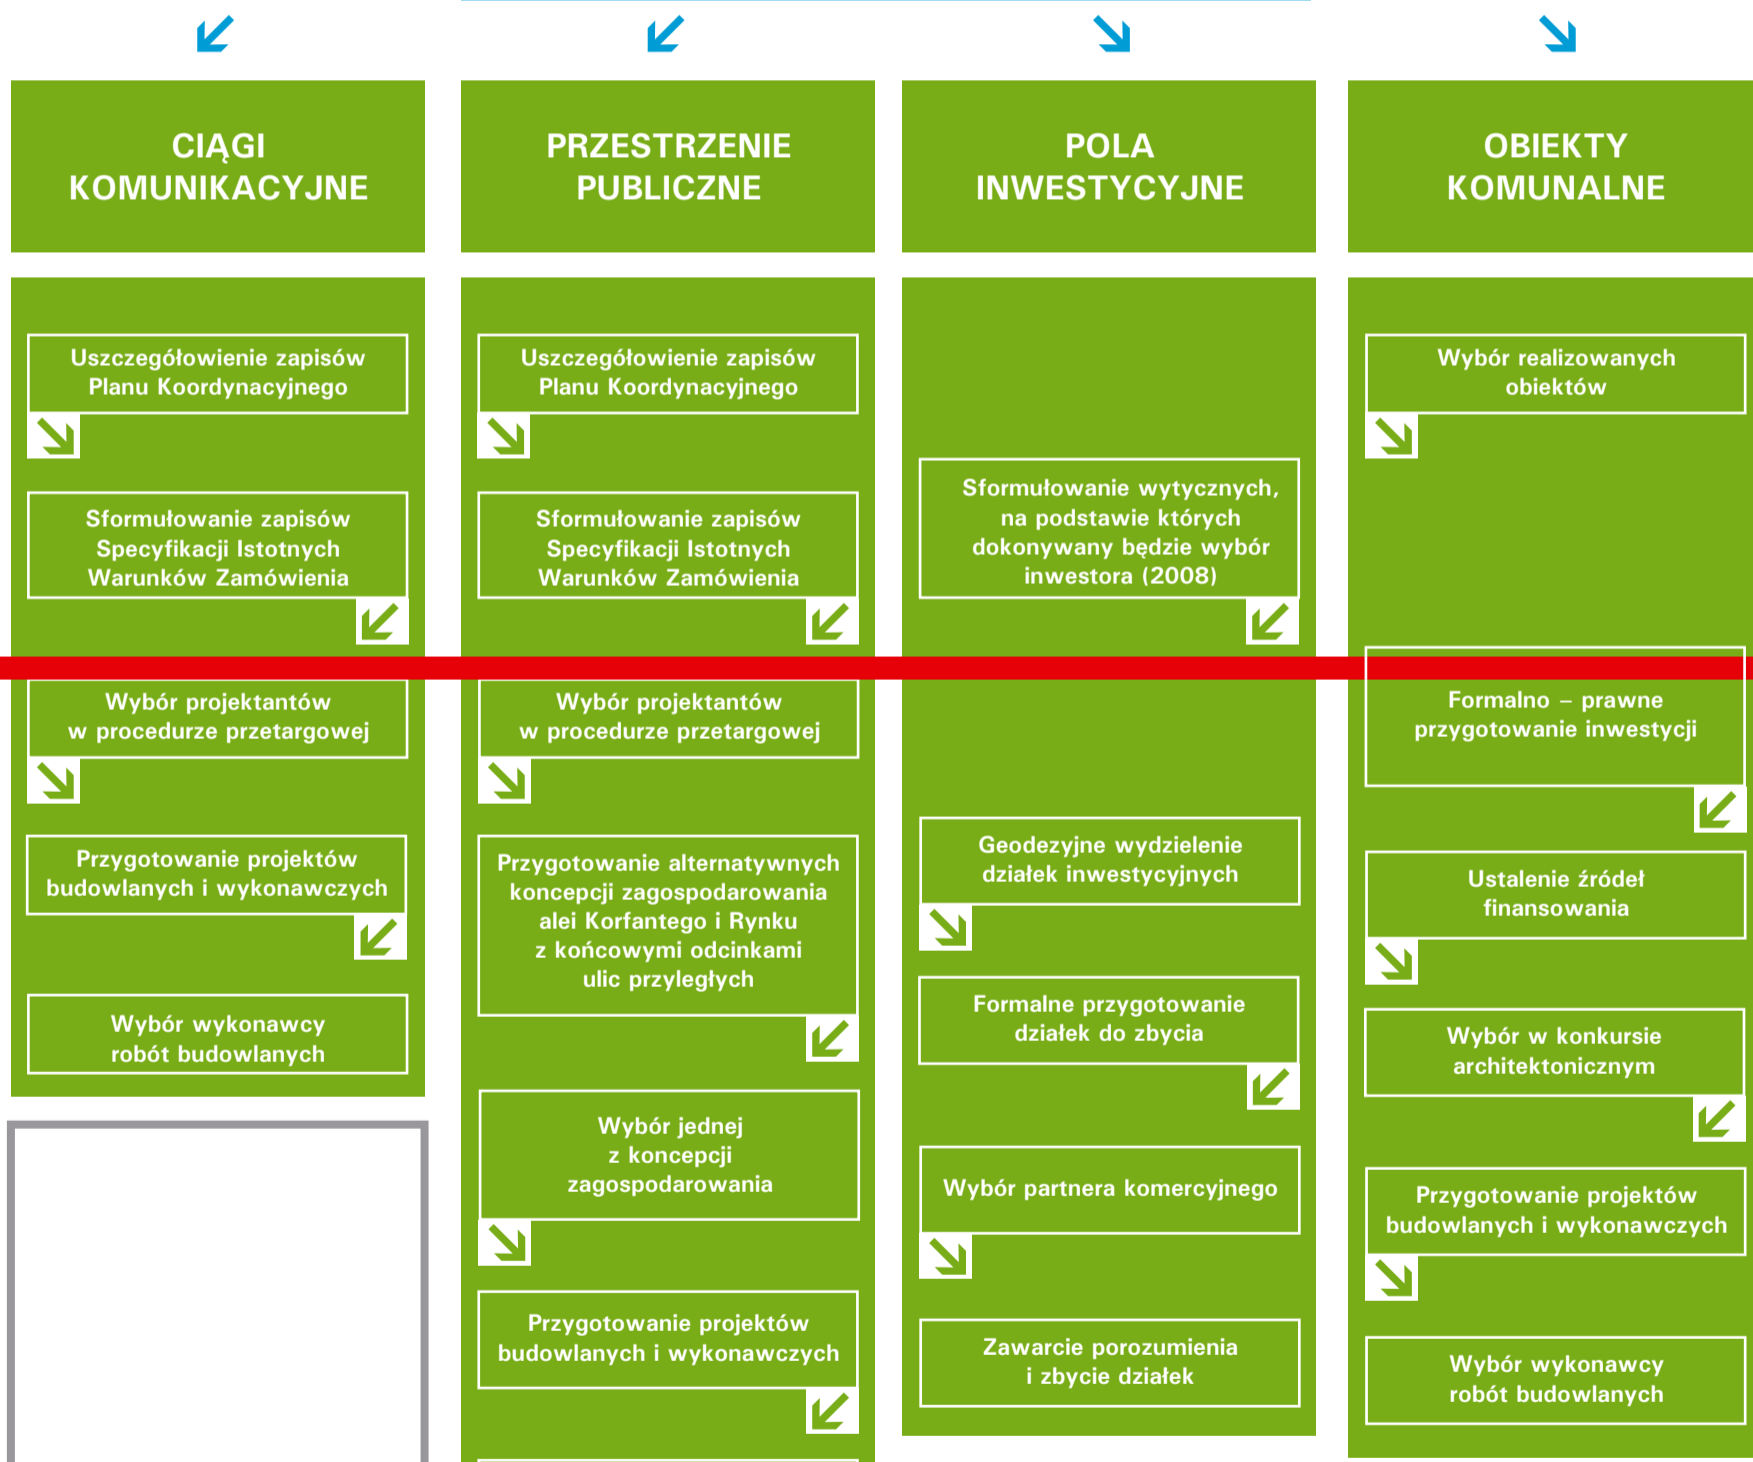 CIĄGI
KOMUNIKACYJNE
Uszczegółowienie zapisów
Planu Koordynacyjnego
Sformułowanie zapisów
Specyfikacji Istotnych
Warunków Zamówienia
Wybór projektantów
w procedurze przetargowej
Przygotowanie projektów
budowlanych i wykonawczych
Wybór wykonawcy
robót budowlanych
PRZESTRZENIE
PUBLICZNE
Uszczegółowienie zapisów
Planu Koordynacyjnego
Sformułowanie zapisów
Specyfikacji Istotnych
Warunków Zamówienia
Wybór projektantów
w procedurze przetargowej
Przygotowanie alternatywnych
koncepcji zagospodarowania
alei Korfantego i Rynku
z końcowymi odcinkami
ulic przyległych
Wybór jednej
z koncepcji
zagospodarowania
Przygotowanie projektów
budowlanych i wykonawczych
POLA
INWESTYCYJNE
Sformułowanie wytycznych,
na podstawie których
dokonywany będzie wybór
inwestora (2008)
Geodezyjne wydzielenie
działek inwestycyjnych
Formalne przygotowanie
działek do zbycia
Wybór partnera komercyjnego
Zawarcie porozumienia
i zbycie działek
OBIEKTY
KOMUNALNE
Wybór realizowanych
obiektów
Formalno – prawne
przygotowanie inwestycji
Ustalenie źródeł
finansowania
Wybór w konkursie
architektonicznym
Przygotowanie projektów
budowlanych i wykonawczych
Wybór wykonawcy
robót budowlanych